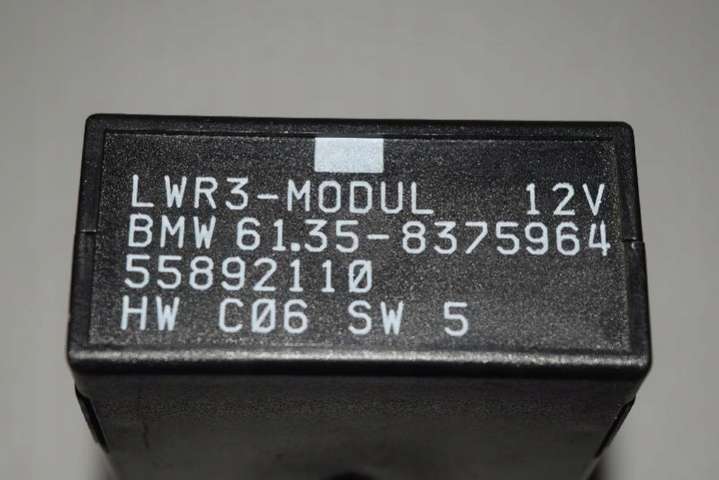 LWR3-MODUL 12V
BMW 61.35-8375964
55892110
HW C06 SW 5